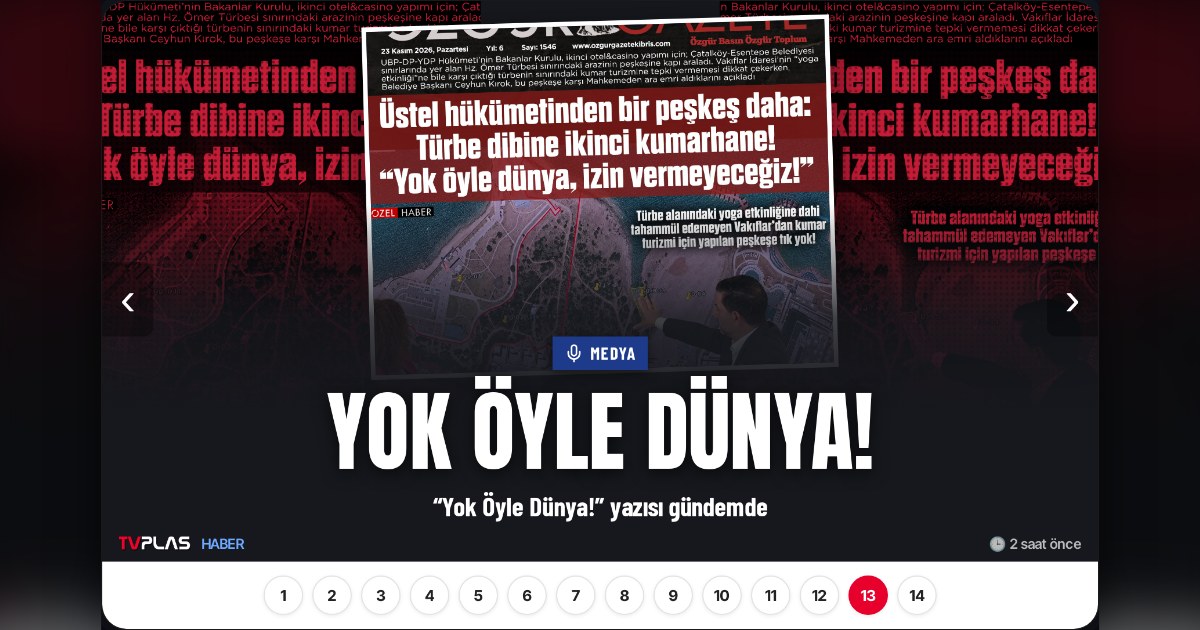 ÖZGÜR GAZETE
23 Kasım 2026, Pazartesi Yıl: 6 Sayı: 1546 www.ozgurgazetekibris.com Özgür Basın Özgür Toplum
UBP-DP-YDP Hükümeti'nin Bakanlar Kurulu, ikinci otel&casino yapımı için; Çatalköy-Esentepe Belediyesi
sınırlarında yer alan Hz. Ömer Türbesi sınırındaki arazinin peşkeşine kapı araladı. Vakıflar İdaresi'nin "yoga
etkinliği"ne bile karşı çıktığı türbenin sınırındaki kumar turizmine tepki vermemesi dikkat çekerken,
Belediye Başkanı Ceyhun Kırok, bu peşkeşe karşı Mahkemeden ara emri aldıklarını açıkladı
Üstel hükümetinden bir peşkeş daha:
Türbe dibine ikinci kumarhane!
“Yok öyle dünya, izin vermeyeceğiz!”
ÖZEL HABER
Türbe alanındaki yoga etkinliğine dahi
tahammül edemeyen Vakıflar'dan kumar
turizmi için yapılan peşkeşe tık yok!
‹
›
MEDYA
YOK ÖYLE DÜNYA!
“Yok Öyle Dünya!” yazısı gündemde
TVPLAS HABER
2 saat önce
1 2 3 4 5 6 7 8 9 10 11 12 13 14